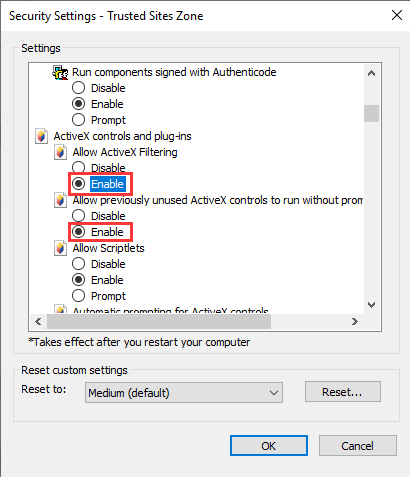 Security Settings - Trusted Sites Zone
Settings
Run components signed with Authenticode
Disable
Enable
Prompt
ActiveX controls and plug-ins
Allow ActiveX Filtering
Disable
Enable
Allow previously unused ActiveX controls to run without prom
Disable
Enable
Allow Scriptlets
Disable
Enable
Prompt
Automatic prompting for ActiveX controls
*Takes effect after you restart your computer
Reset custom settings
Reset to: Medium (default) Reset...
OK Cancel